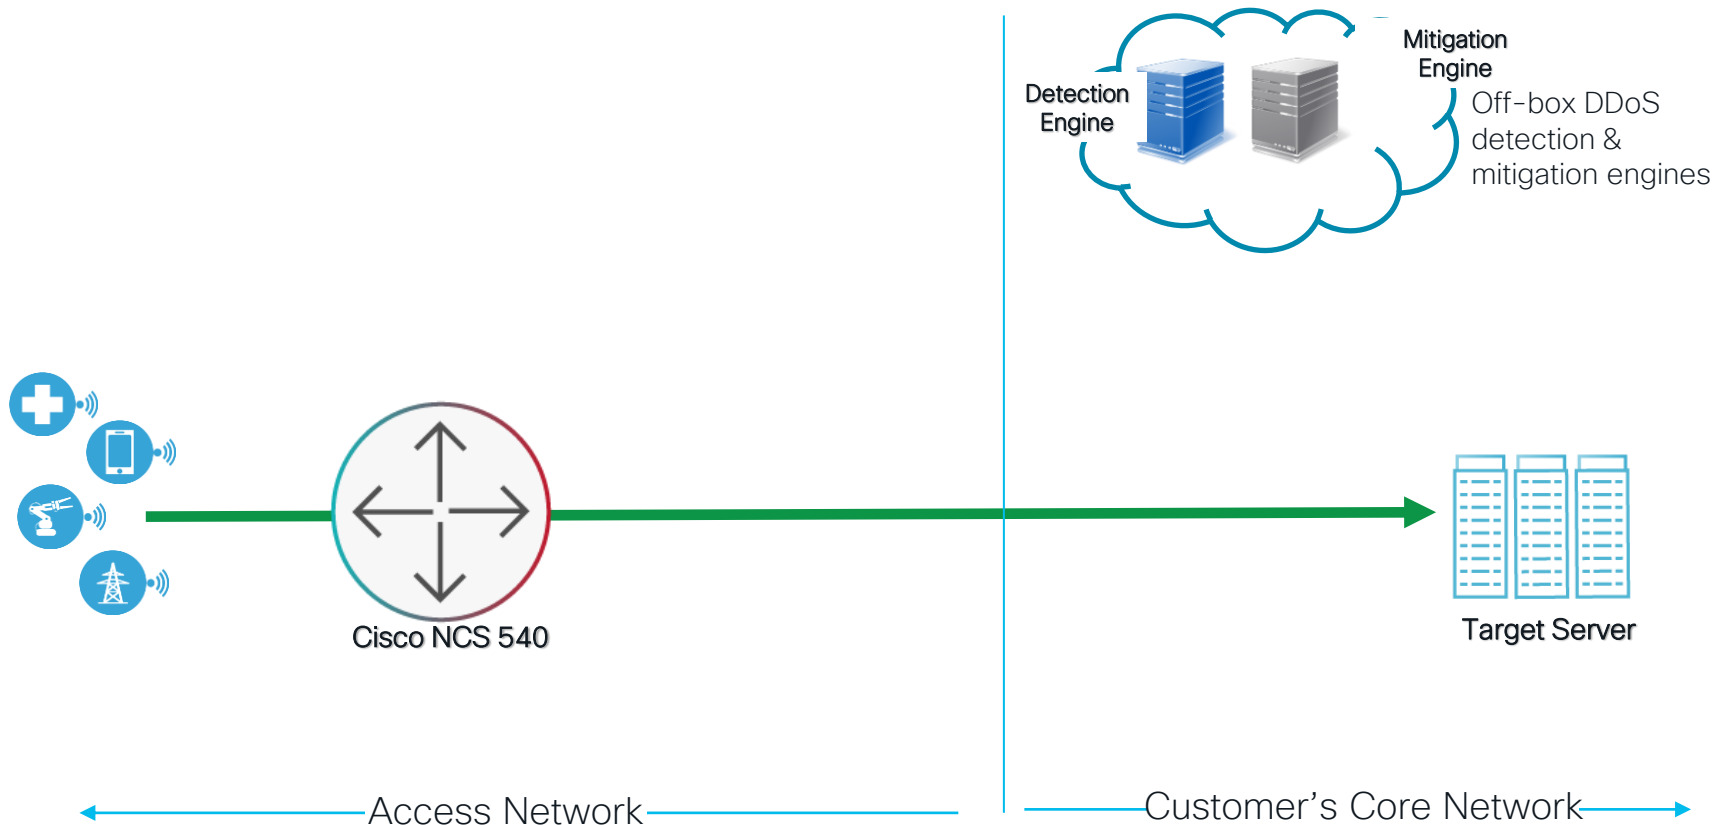 Mitigation
Engine
Detection
Engine
Off-box DDoS
detection &
mitigation engines
Cisco NCS 540
Target Server
Access Network
Customer’s Core Network